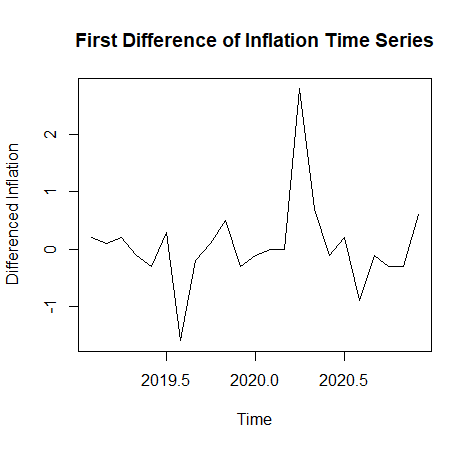 First Difference of Inflation Time Series
Differenced Inflation
2
1
0
-1
2019.5 2020.0 2020.5
Time